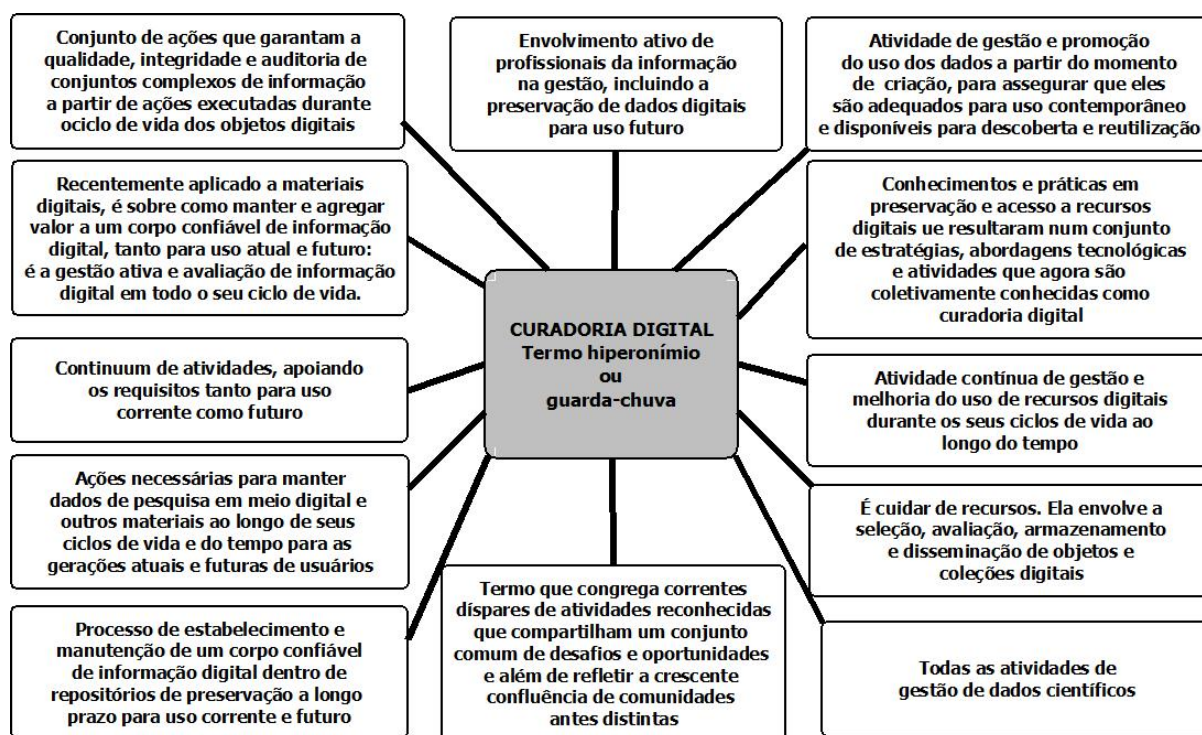 Conjunto de ações que garantam a
qualidade, integridade e auditoria de
conjuntos complexos de informação
a partir de ações executadas durante
ociclo de vida dos objetos digitais
Envolvimento ativo de
profissionais da informação
na gestão, incluindo a
preservação de dados digitais
para uso futuro
Atividade de gestão e promoção
do uso dos dados a partir do momento
de criação, para assegurar que eles
são adequados para uso contemporâneo
e disponíveis para descoberta e reutilização
Recentemente aplicado a materiais
digitais, é sobre como manter e agregar
valor a um corpo confiável de informação
digital, tanto para uso atual e futuro:
é a gestão ativa e avaliação de informação
digital em todo o seu ciclo de vida.
Conhecimentos e práticas em
preservação e acesso a recursos
digitais ue resultaram num conjunto
de estratégias, abordagens tecnológicas
e atividades que agora são
coletivamente conhecidas como
curadoria digital
CURADORIA DIGITAL
Termo hiperonímio
ou
guarda-chuva
Continuum de atividades, apoiando
os requisitos tanto para uso
corrente como futuro
Atividade contínua de gestão e
melhoria do uso de recursos digitais
durante os seus ciclos de vida ao
longo do tempo
Ações necessárias para manter
dados de pesquisa em meio digital e
outros materiais ao longo de seus
ciclos de vida e do tempo para as
gerações atuais e futuras de usuários
É cuidar de recursos. Ela envolve a
seleção, avaliação, armazenamento
e disseminação de objetos e
coleções digitais
Processo de estabelecimento e
manutenção de um corpo confiável
de informação digital dentro de
repositórios de preservação a longo
prazo para uso corrente e futuro
Termo que congrega correntes
díspares de atividades reconhecidas
que compartilham um conjunto
comum de desafios e oportunidades
e além de refletir a crescente
confluência de comunidades
antes distintas
Todas as atividades de
gestão de dados científicos